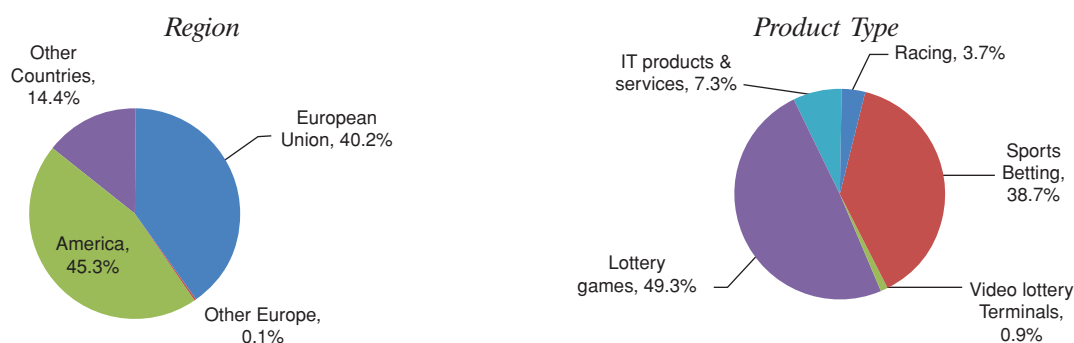 Region
Other
Countries,
14.4%
European
Union, 40.2%
America,
45.3%
Other Europe,
0.1%
Product Type
IT products &
services, 7.3%
Racing, 3.7%
Sports
Betting,
38.7%
Lottery
games, 49.3%
Video lottery
Terminals,
0.9%